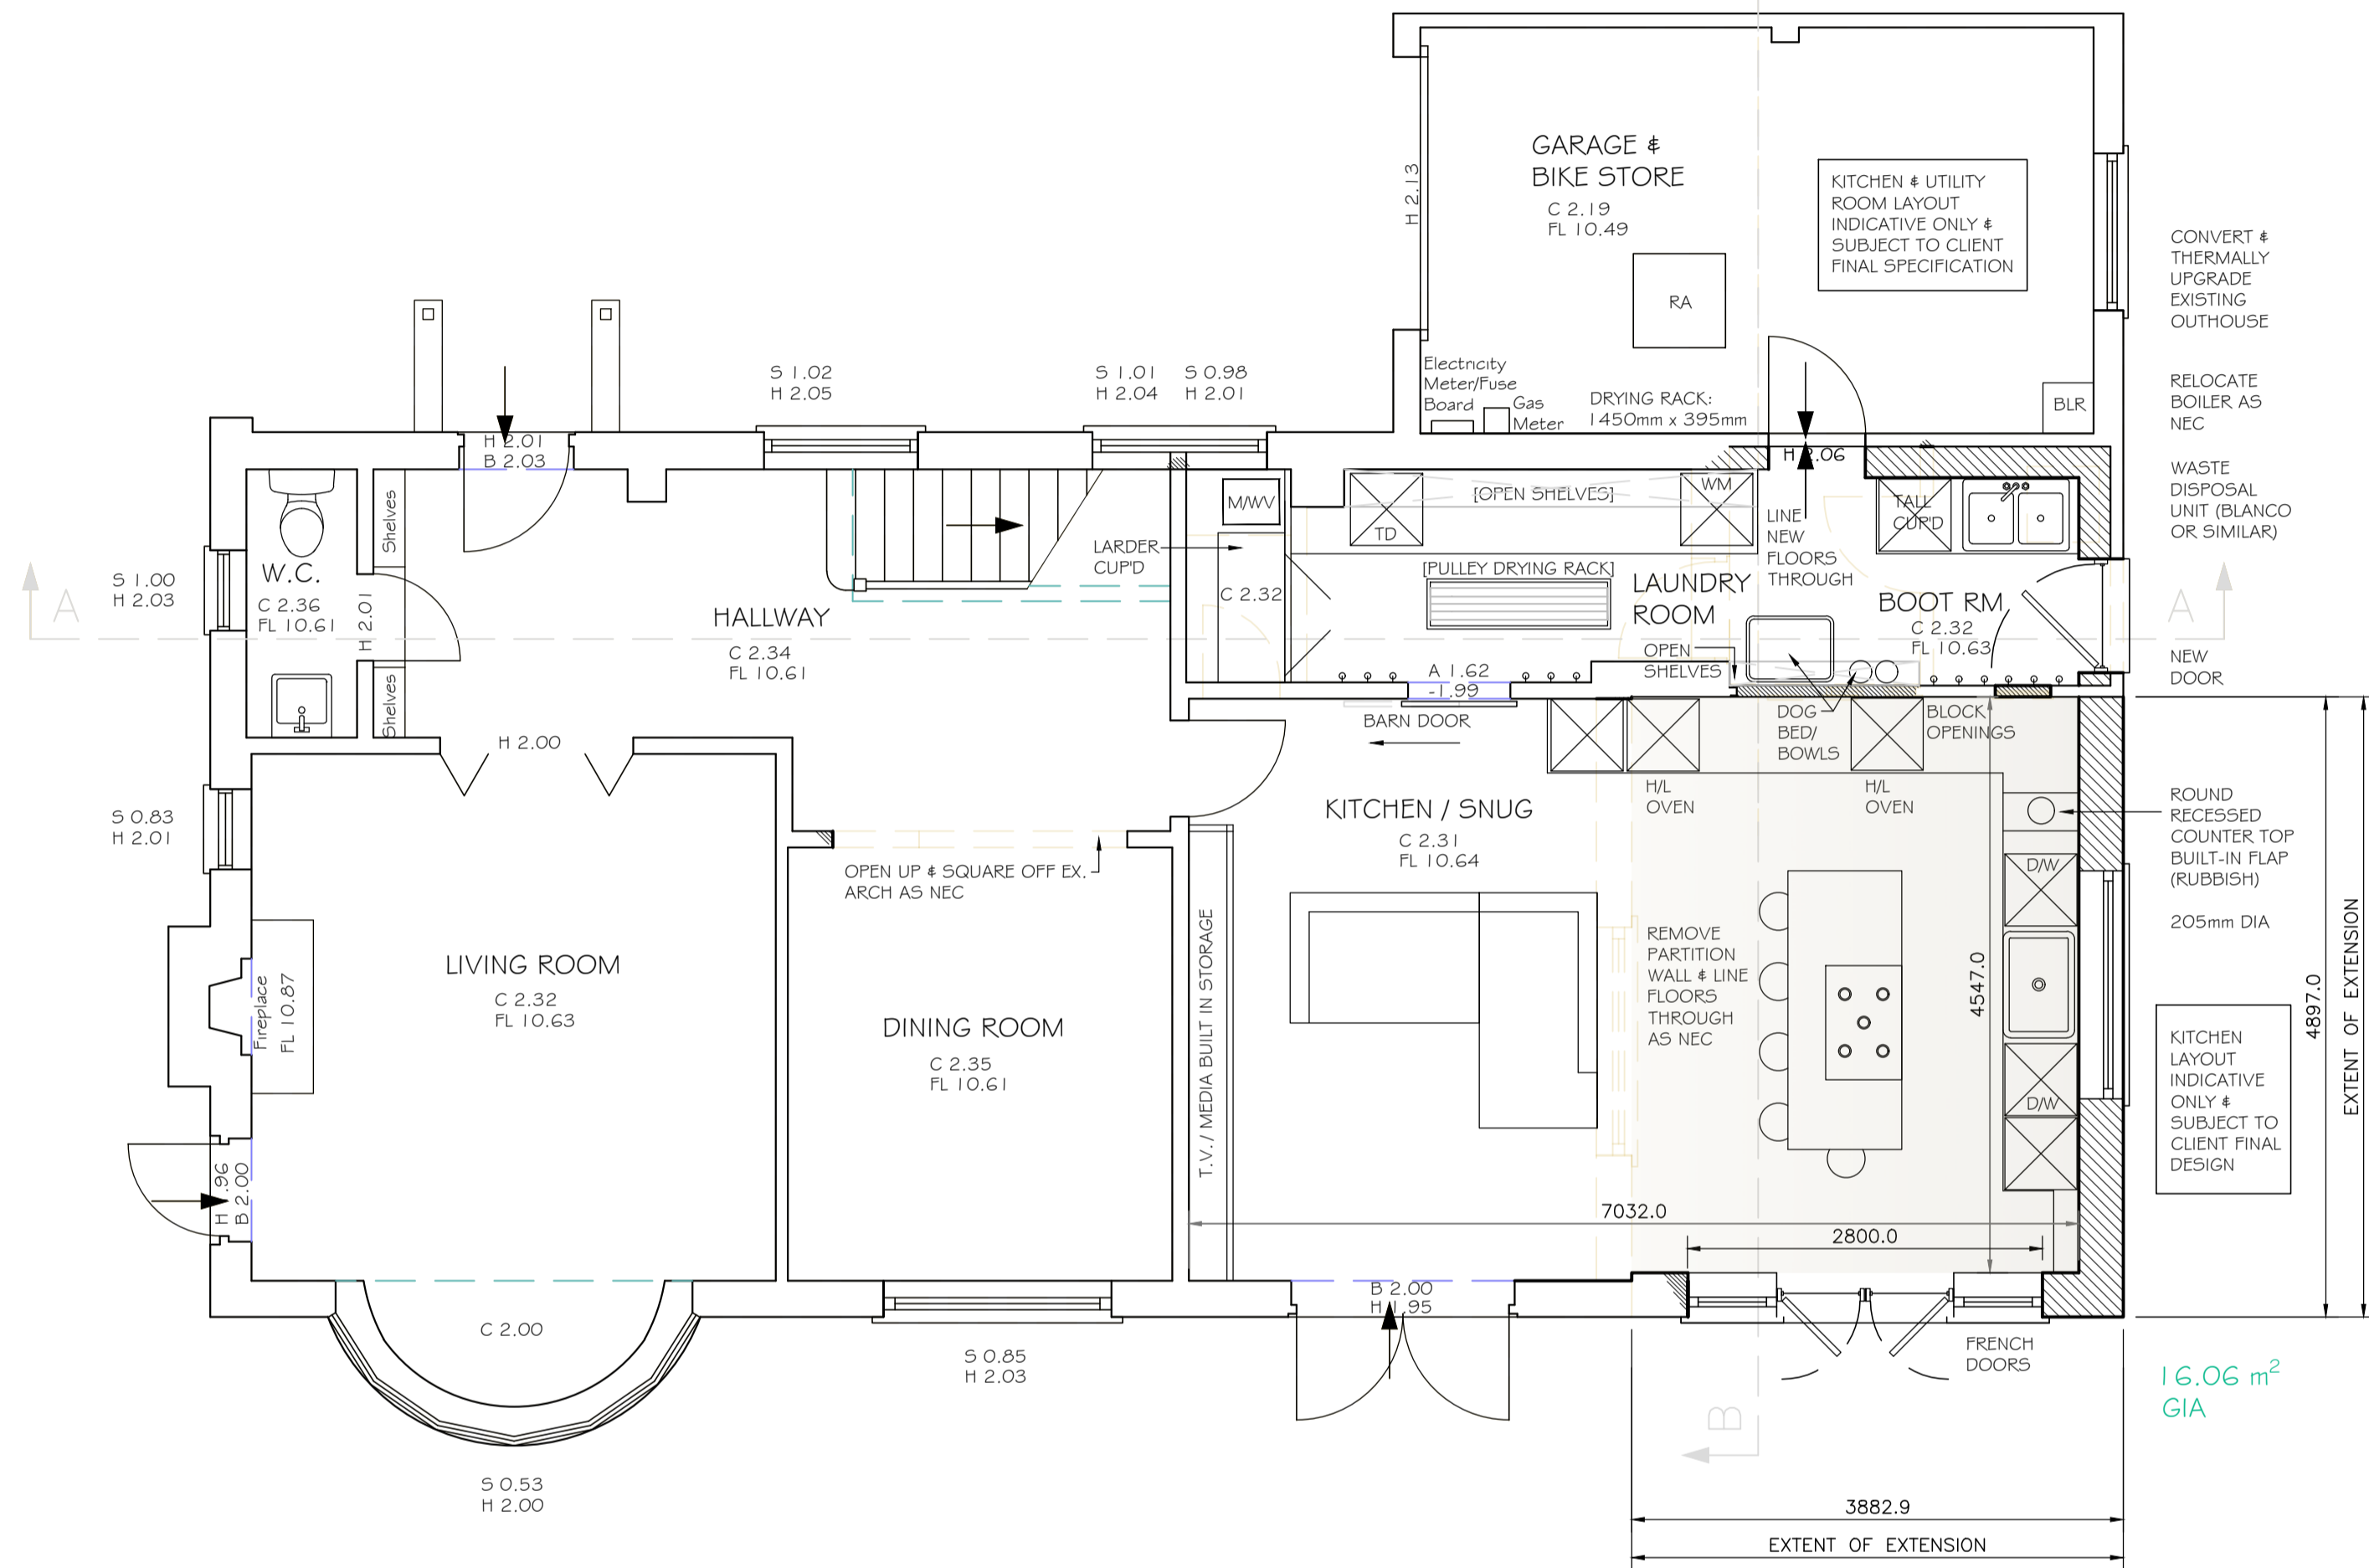 GARAGE &
BIKE STORE
C 2.19
FL 10.49
H 2.13
KITCHEN & UTILITY
ROOM LAYOUT
INDICATIVE ONLY &
SUBJECT TO CLIENT
FINAL SPECIFICATION
RA
CONVERT &
THERMALLY
UPGRADE
EXISTING
OUTHOUSE
RELOCATE
BOILER AS
NEC
WASTE
DISPOSAL
UNIT (BLANCO
OR SIMILAR)
Electricity
Meter/Fuse
Board
Gas
Meter
DRYING RACK:
1450mm x 395mm
BLR
H 2.06
S 1.02
H 2.05
S 1.01
H 2.04
S 0.98
H 2.01
H 2.01
B 2.03
Shelves
W.C.
C 2.36
FL 10.61
H 2.01
Shelves
S 1.00
H 2.03
A
HALLWAY
C 2.34
FL 10.61
M/WV
LARDER
CUP'D
C 2.32
TD
[OPEN SHELVES]
WM
[PULLEY DRYING RACK]
LAUNDRY
ROOM
LINE
NEW
FLOORS
THROUGH
TALL
CUP'D
BOOT RM
C 2.32
FL 10.63
A
OPEN
SHELVES
A 1.62
-1.99
BARN DOOR
DOG
BED/
BOWLS
BLOCK
OPENINGS
NEW
DOOR
H 2.00
S 0.83
H 2.01
KITCHEN / SNUG
C 2.31
FL 10.64
H/L
OVEN
H/L
OVEN
ROUND
RECESSED
COUNTER TOP
BUILT-IN FLAP
(RUBBISH)
205mm DIA
OPEN UP & SQUARE OFF EX.
ARCH AS NEC
D/W
LIVING ROOM
C 2.32
FL 10.63
Fireplace
FL 10.87
DINING ROOM
C 2.35
FL 10.61
T.V. / MEDIA BUILT IN STORAGE
REMOVE
PARTITION
WALL & LINE
FLOORS
THROUGH
AS NEC
4547.0
4897.0
EXTENT OF EXTENSION
KITCHEN
LAYOUT
INDICATIVE
ONLY &
SUBJECT TO
CLIENT FINAL
DESIGN
D/W
B 2.00
7032.0
2800.0
B 2.00
H 1.95
C 2.00
S 0.85
H 2.03
FRENCH
DOORS
16.06 m²
GIA
B
S 0.53
H 2.00
3882.9
EXTENT OF EXTENSION